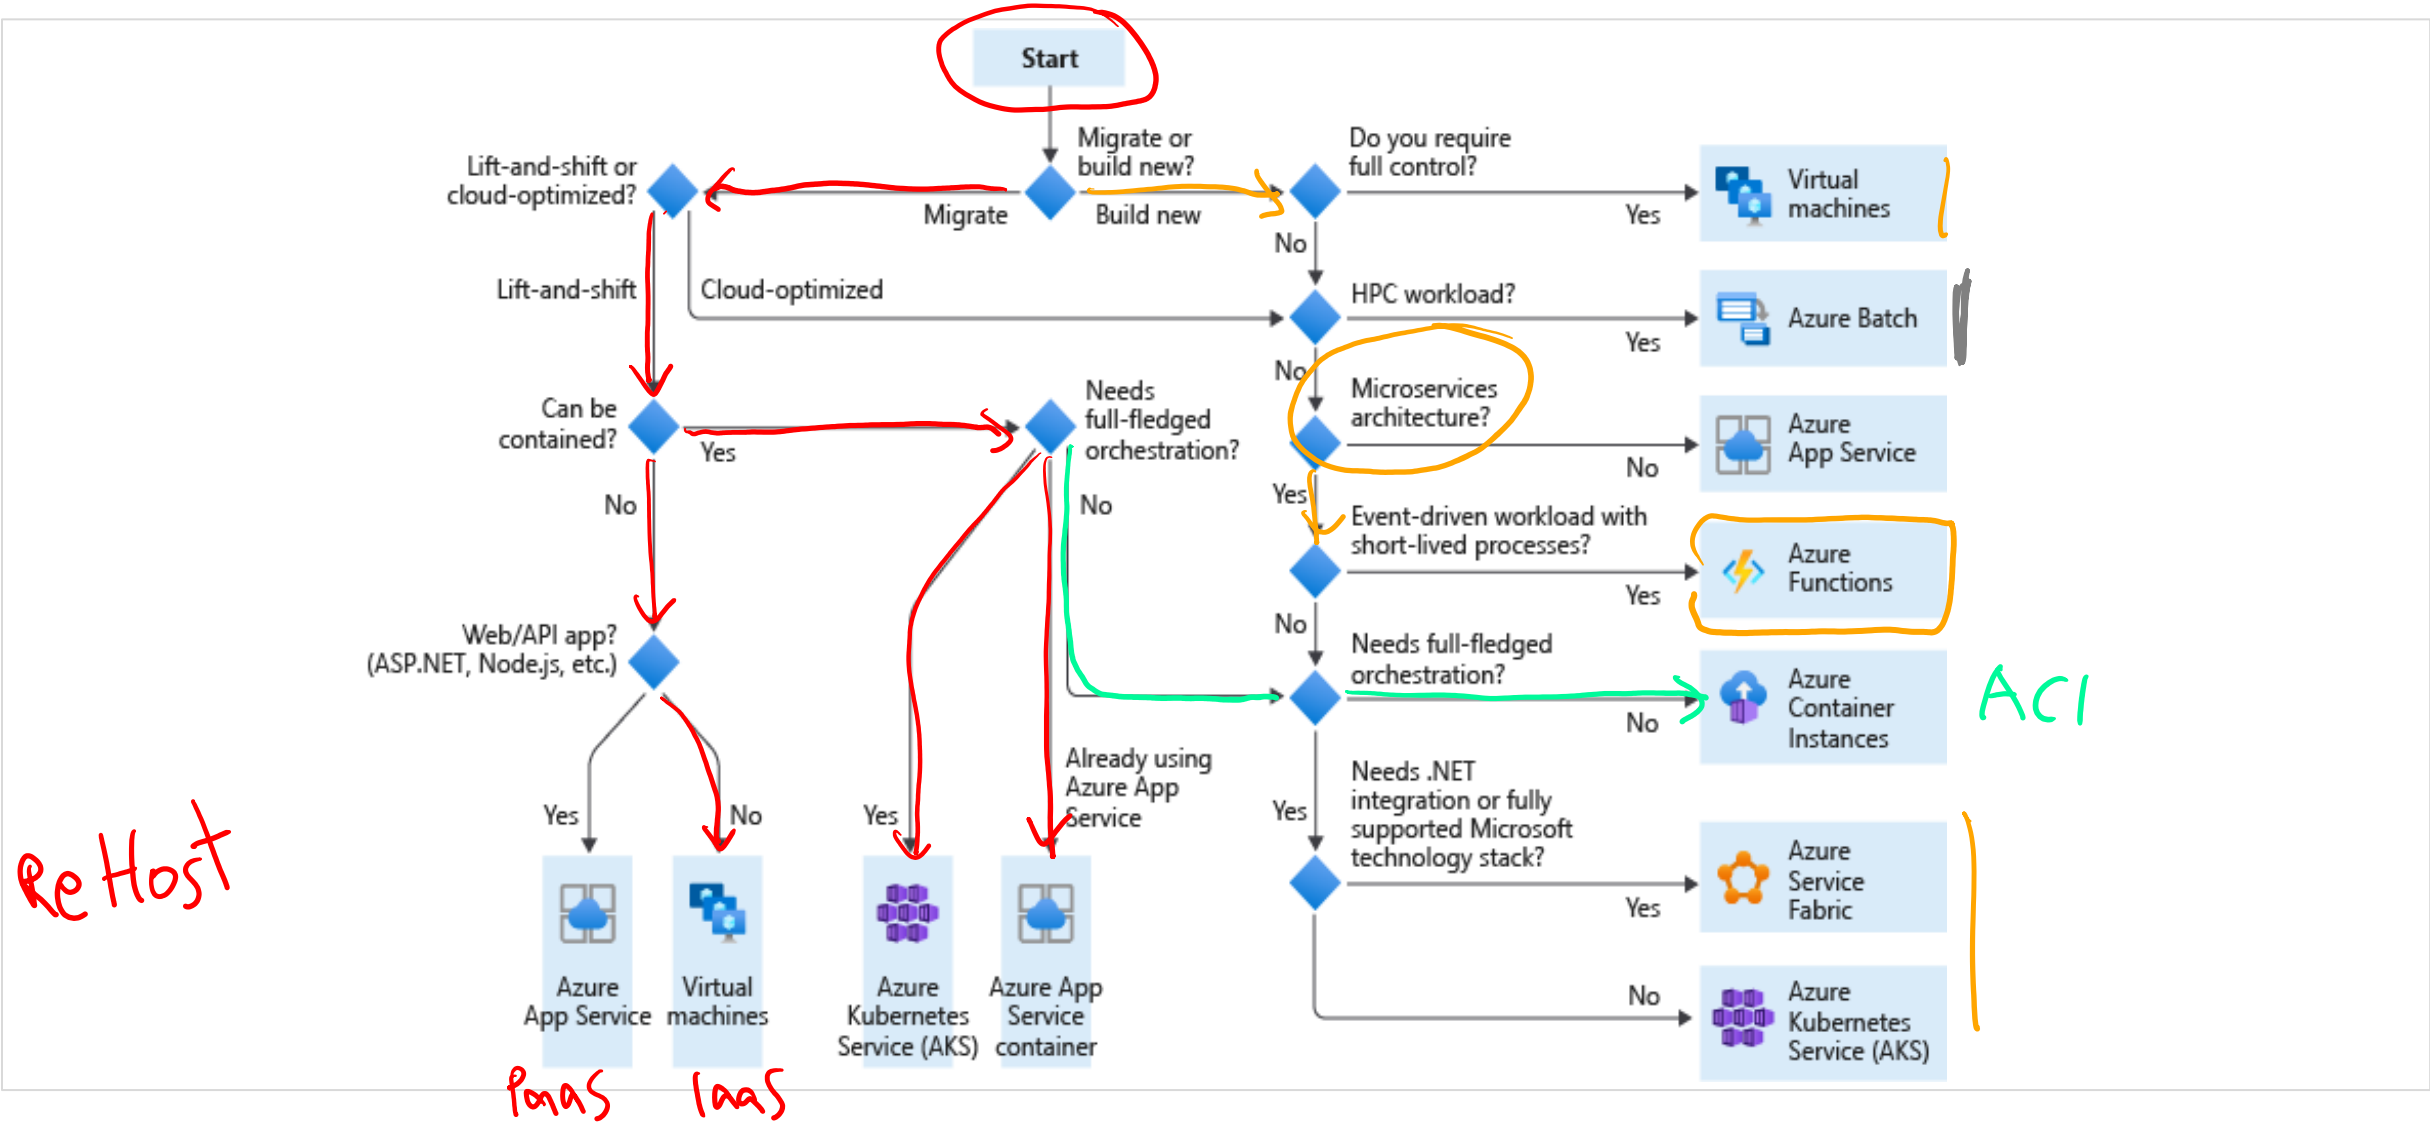 Start
Migrate or
build new?
Migrate
Build new
Lift-and-shift or
cloud-optimized?
Lift-and-shift
Cloud-optimized
Can be
contained?
Yes
No
Needs
full-fledged
orchestration?
No
Web/API app?
(ASP.NET, Node.js, etc.)
Yes
No
Yes
Already using
Azure App
Service
Azure
App Service
Virtual
machines
Azure
Kubernetes
Service (AKS)
Azure App
Service
container
ReHost
PaaS
IaaS
Do you require
full control?
Yes
No
Virtual
machines
HPC workload?
Yes
No
Azure Batch
Microservices
architecture?
No
Yes
Azure
App Service
Event-driven workload with
short-lived processes?
Yes
No
Azure
Functions
Needs full-fledged
orchestration?
No
Yes
Azure
Container
Instances
ACI
Needs .NET
integration or fully
supported Microsoft
technology stack?
Yes
No
Azure
Service
Fabric
Azure
Kubernetes
Service (AKS)